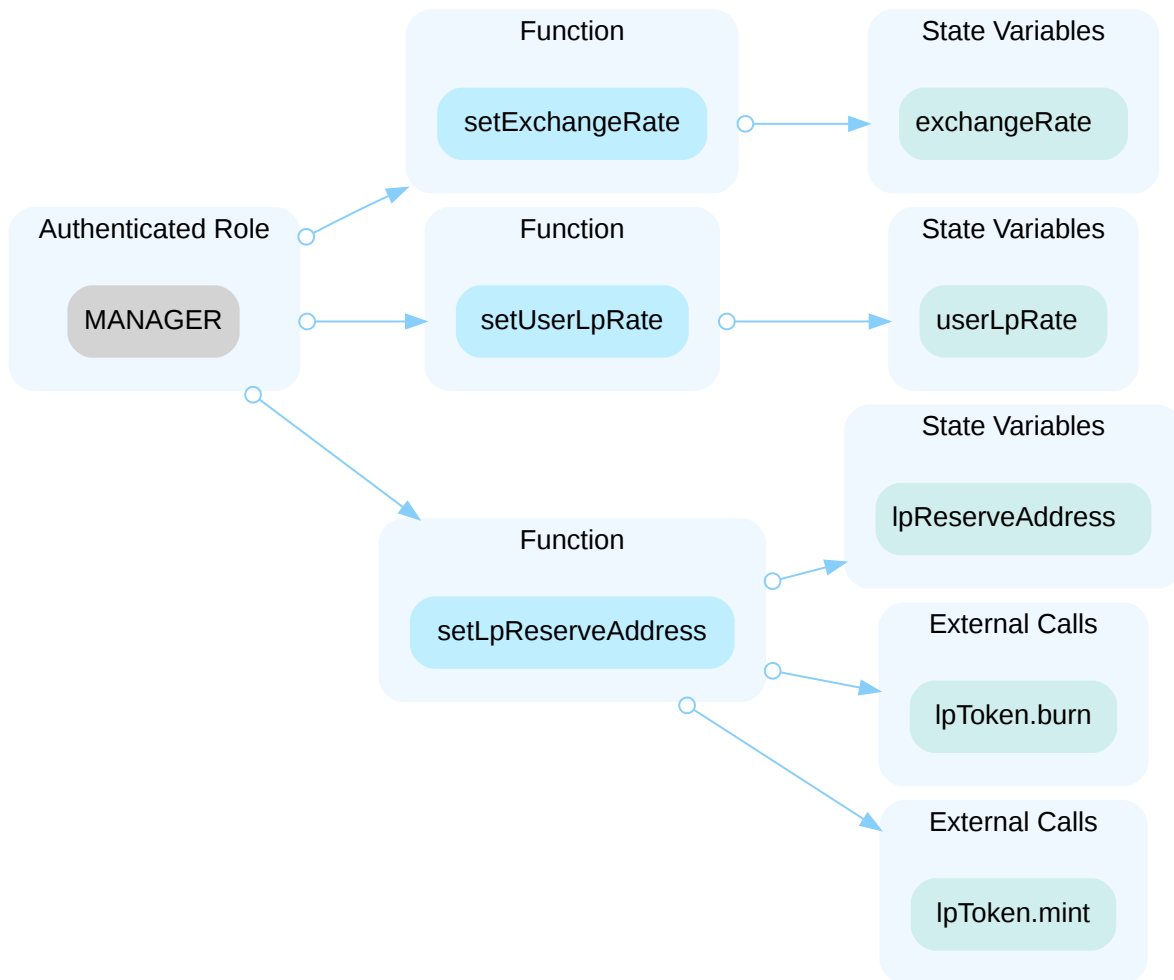 Function
setExchangeRate
State Variables
exchangeRate
Authenticated Role
MANAGER
Function
setUserLpRate
State Variables
userLpRate
Function
setLpReserveAddress
State Variables
lpReserveAddress
External Calls
lpToken.burn
External Calls
lpToken.mint